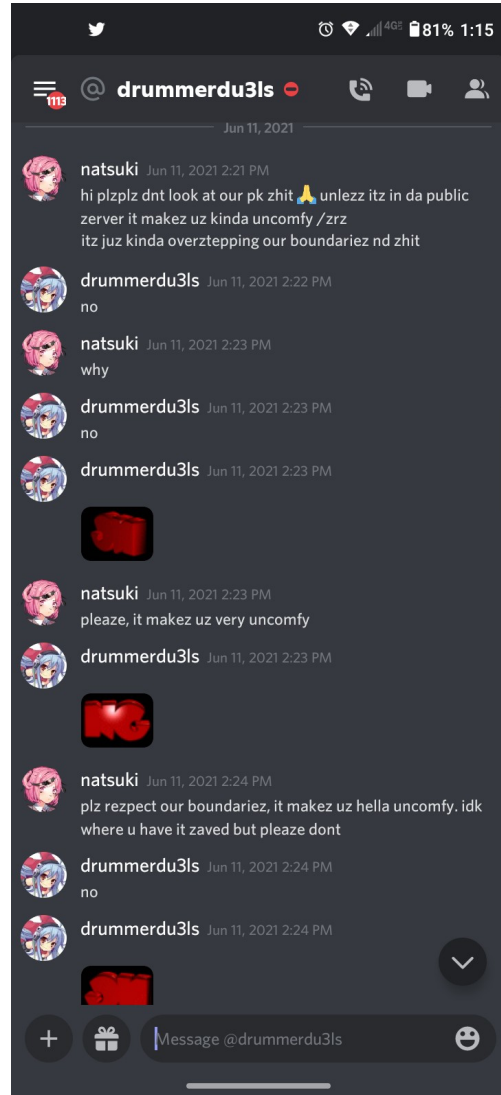 4G
81% 1:15
1113
@ drummerdu3ls
Jun 11, 2021
natsuki Jun 11, 2021 2:21 PM
hi plzplz dnt look at our pk zhit 🙏 unlezz itz in da public
zerver it makez uz kinda uncomfy /zrz
itz juz kinda overztepping our boundariez nd zhit
drummerdu3ls Jun 11, 2021 2:22 PM
no
natsuki Jun 11, 2021 2:23 PM
why
drummerdu3ls Jun 11, 2021 2:23 PM
no
drummerdu3ls Jun 11, 2021 2:23 PM
natsuki Jun 11, 2021 2:23 PM
pleaze, it makez uz very uncomfy
drummerdu3ls Jun 11, 2021 2:23 PM
natsuki Jun 11, 2021 2:24 PM
plz rezpect our boundariez, it makez uz hella uncomfy. idk
where u have it zaved but pleaze dont
drummerdu3ls Jun 11, 2021 2:24 PM
no
drummerdu3ls Jun 11, 2021 2:24 PM
Message @drummerdu3ls